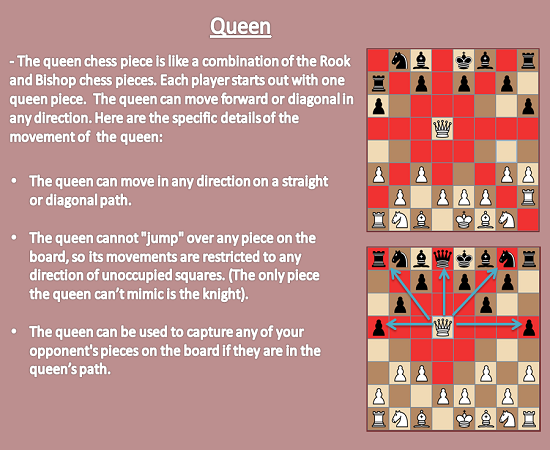 Queen
- The queen chess piece is like a combination of the Rook
and Bishop chess pieces. Each player starts out with one
queen piece. The queen can move forward or diagonal in
any direction. Here are the specific details of the
movement of the queen:
• The queen can move in any direction on a straight
or diagonal path.
• The queen cannot "jump" over any piece on the
board, so its movements are restricted to any
direction of unoccupied squares. (The only piece
the queen can't mimic is the knight).
• The queen can be used to capture any of your
opponent's pieces on the board if they are in the
queen's path.